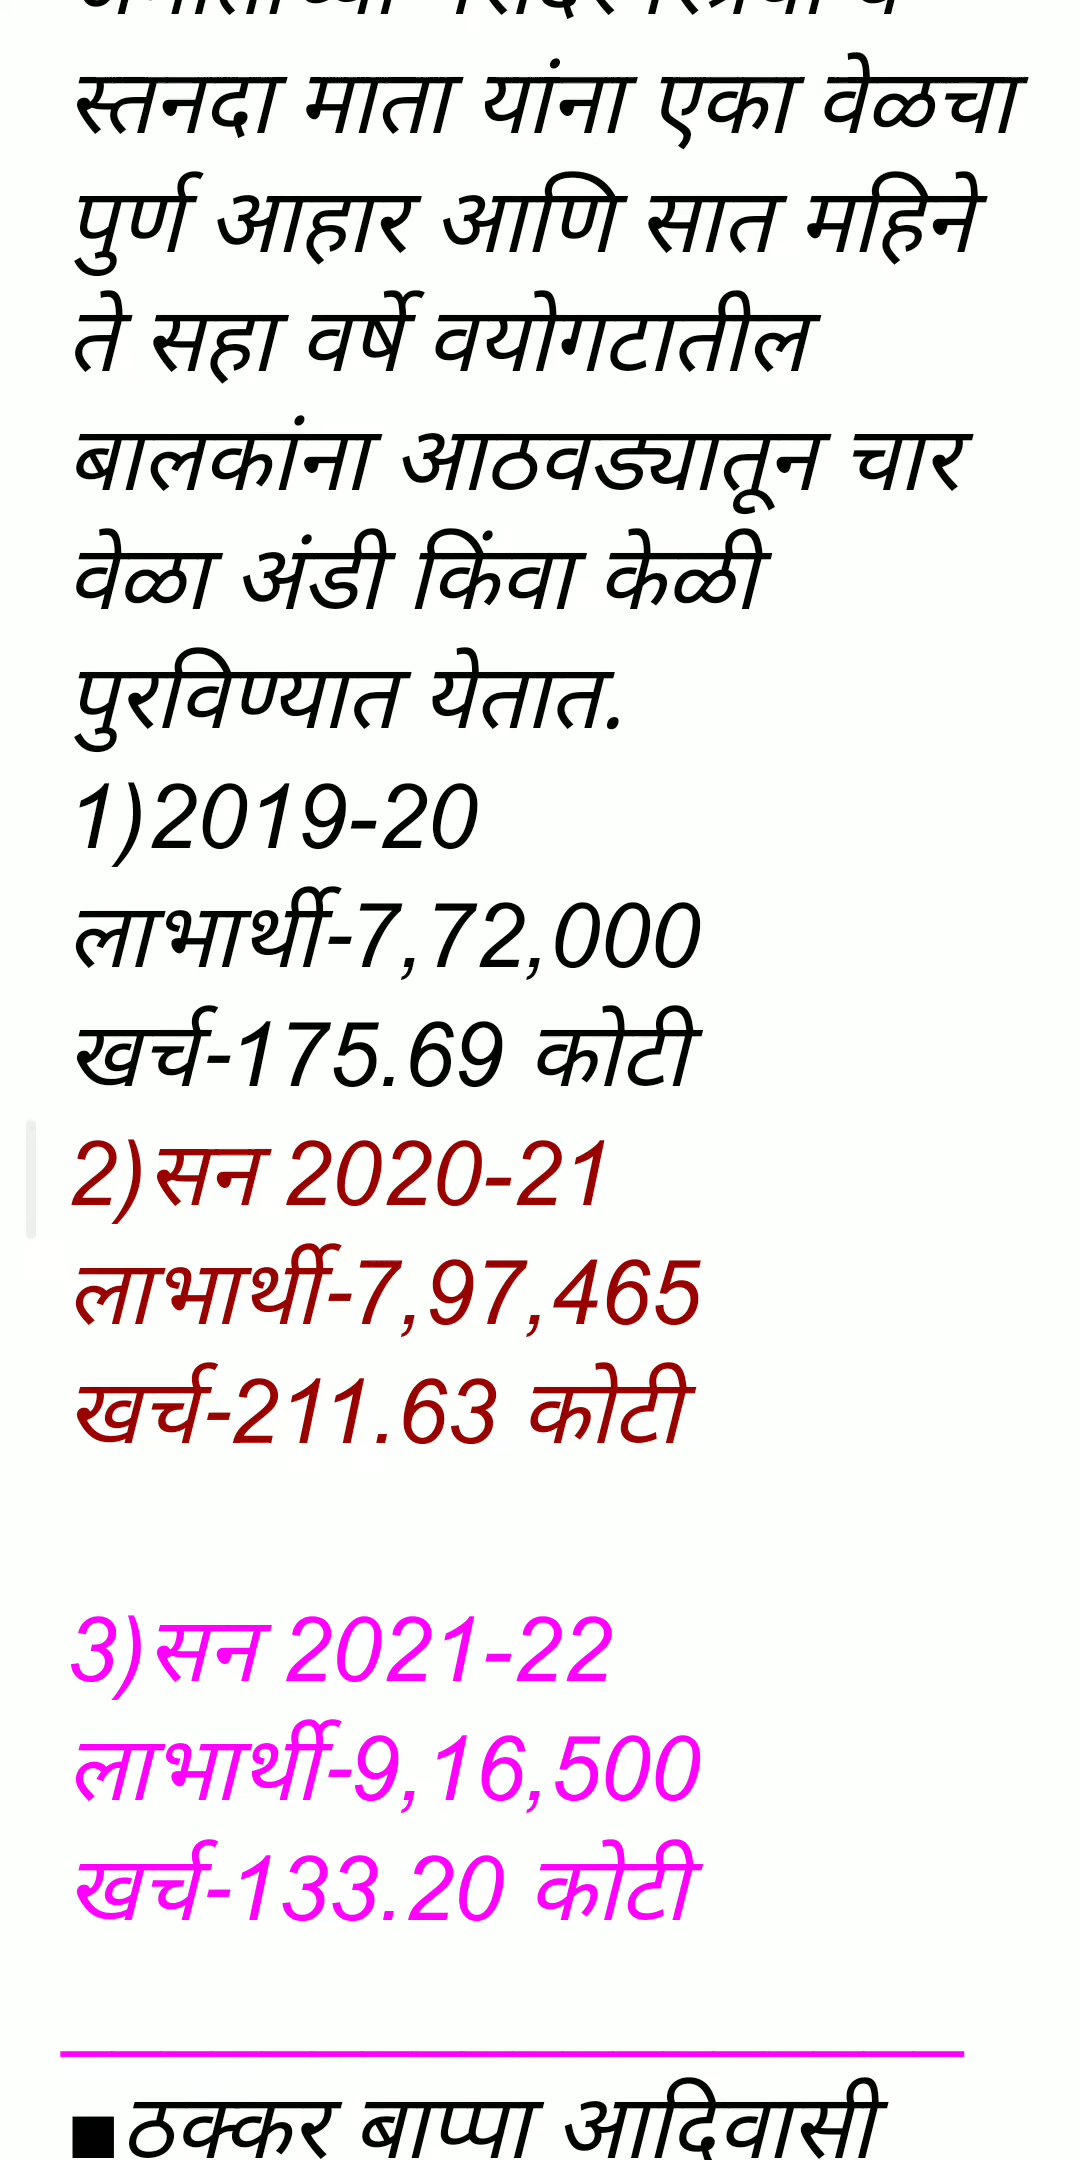 स्तनदा माता यांना एका वेळचा
पुर्ण आहार आणि सात महिने
ते सहा वर्षे वयोगटातील
बालकांना आठवड्यातून चार
वेळा अंडी किंवा केळी
पुरविण्यात येतात.
1)2019-20
लाभार्थी-7,72,000
खर्च-175.69 कोटी
2)सन 2020-21
लाभार्थी-7,97,465
खर्च-211.63 कोटी
3)सन 2021-22
लाभार्थी-9,16,500
खर्च-133.20 कोटी
■ठक्कर बाप्पा आदिवासी